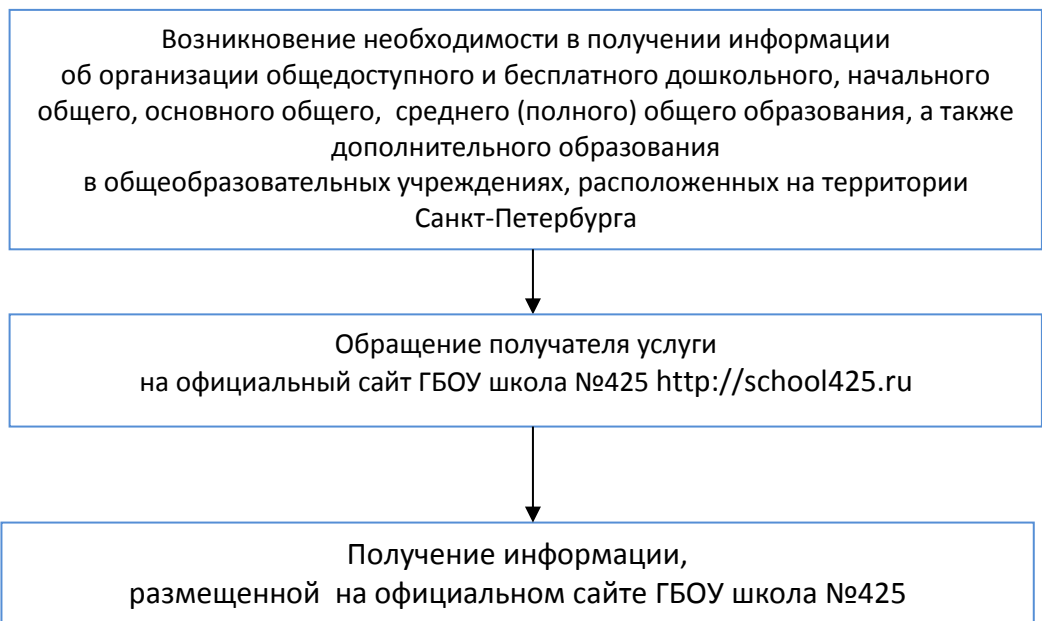 Возникновение необходимости в получении информации
об организации общедоступного и бесплатного дошкольного, начального
общего, основного общего, среднего (полного) общего образования, а также
дополнительного образования
в общеобразовательных учреждениях, расположенных на территории
Санкт-Петербурга
Обращение получателя услуги
на официальный сайт ГБОУ школа №425 http://school425.ru
Получение информации,
размещенной на официальном сайте ГБОУ школа №425